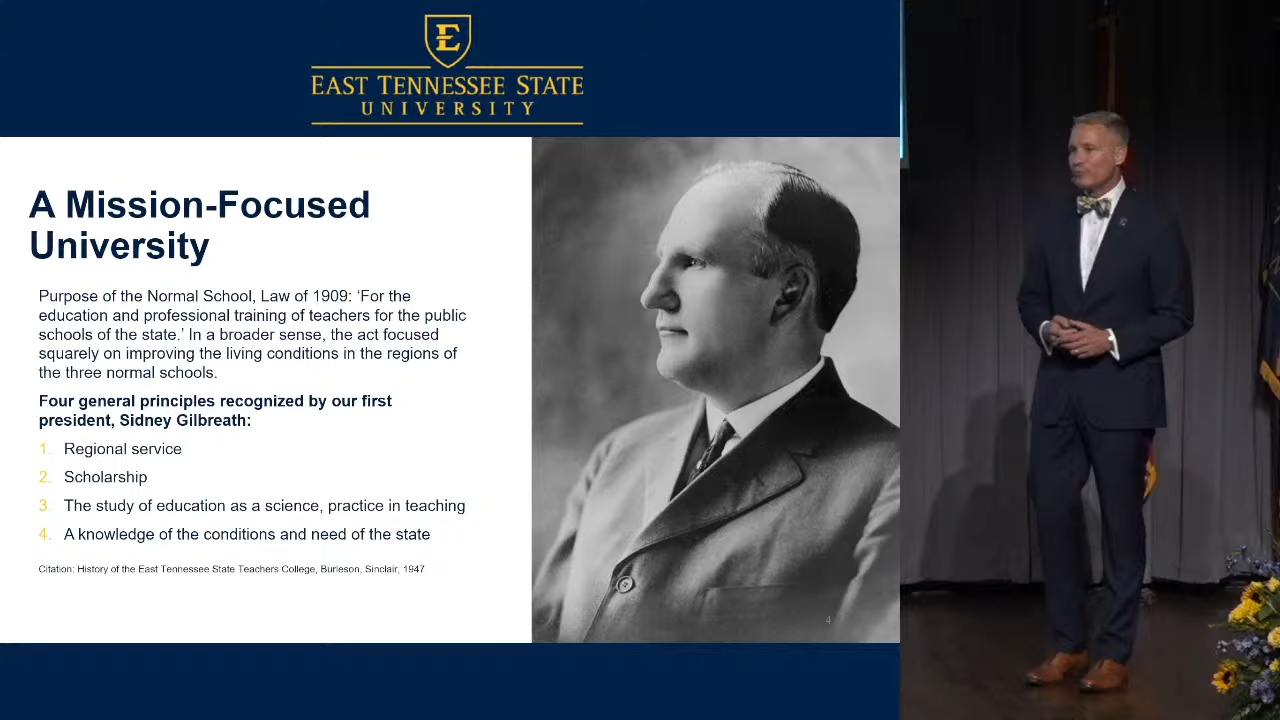 E
EAST TENNESSEE STATE
UNIVERSITY
A Mission-Focused
University
Purpose of the Normal School, Law of 1909: ‘For the
education and professional training of teachers for the public
schools of the state.’ In a broader sense, the act focused
squarely on improving the living conditions in the regions of
the three normal schools.
Four general principles recognized by our first
president, Sidney Gilbreath:
1. Regional service
2. Scholarship
3. The study of education as a science, practice in teaching
4. A knowledge of the conditions and need of the state
Citation: History of the East Tennessee State Teachers College, Burleson, Sinclair, 1947
4